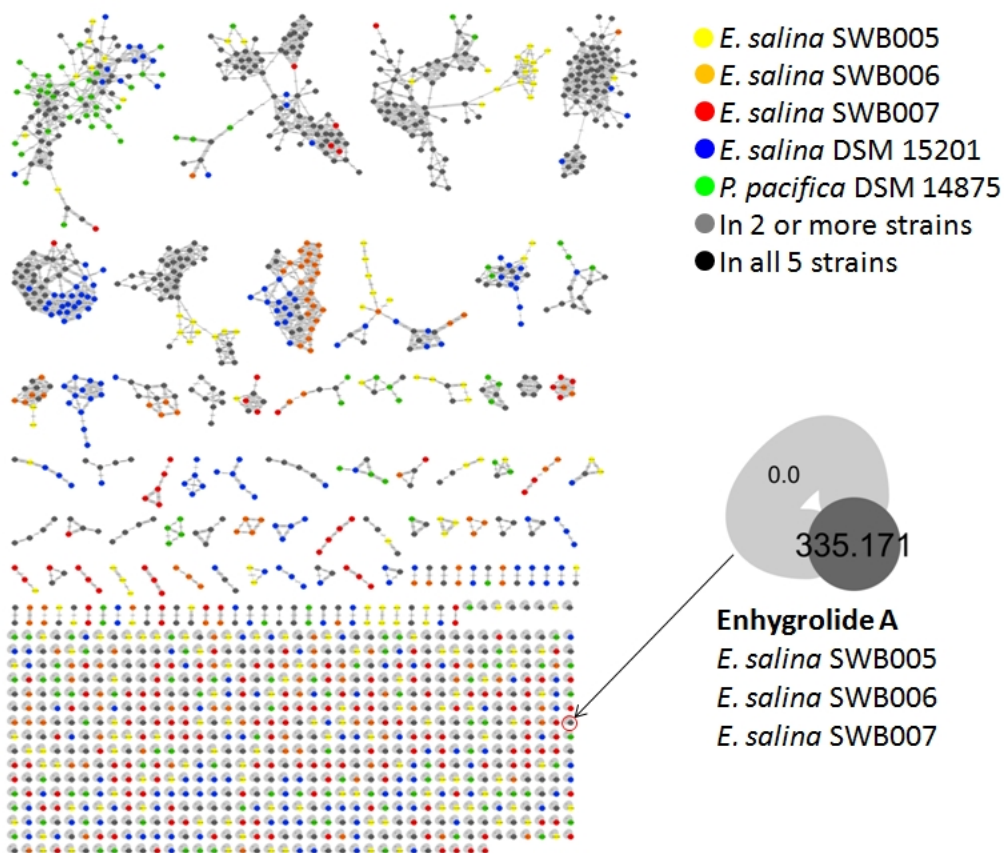 E. salina SWB005
E. salina SWB006
E. salina SWB007
E. salina DSM 15201
P. pacifica DSM 14875
In 2 or more strains
In all 5 strains
0.0
335.171
Enhygrolide A
E. salina SWB005
E. salina SWB006
E. salina SWB007